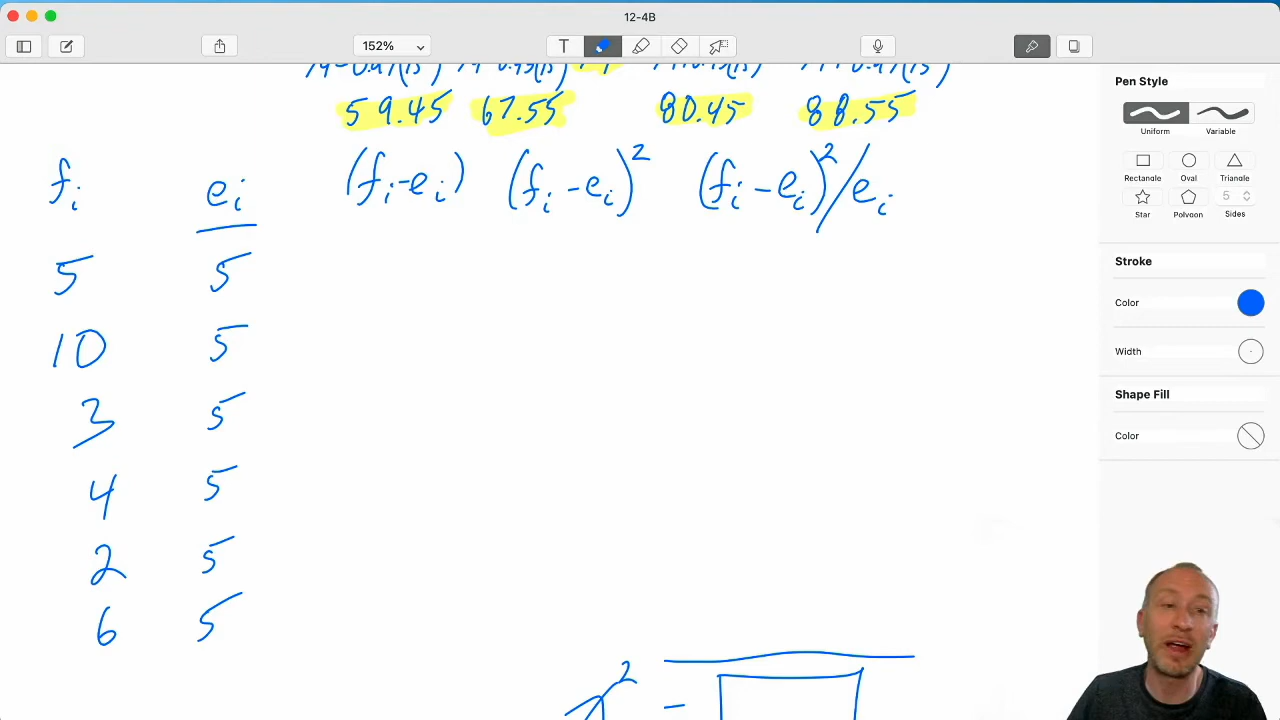 12-4B
152%
T
59.45 67.55 80.45 88.55
fᵢ eᵢ (fᵢ-eᵢ) (fᵢ-eᵢ)² (fᵢ-eᵢ)²/eᵢ
5 5
10 5
3 5
4 5
2 5
6 5
χ² =
Pen Style
Uniform Variable
Rectangle Oval Triangle
Star Polygon 5 Sides
Stroke
Color
Width
Shape Fill
Color